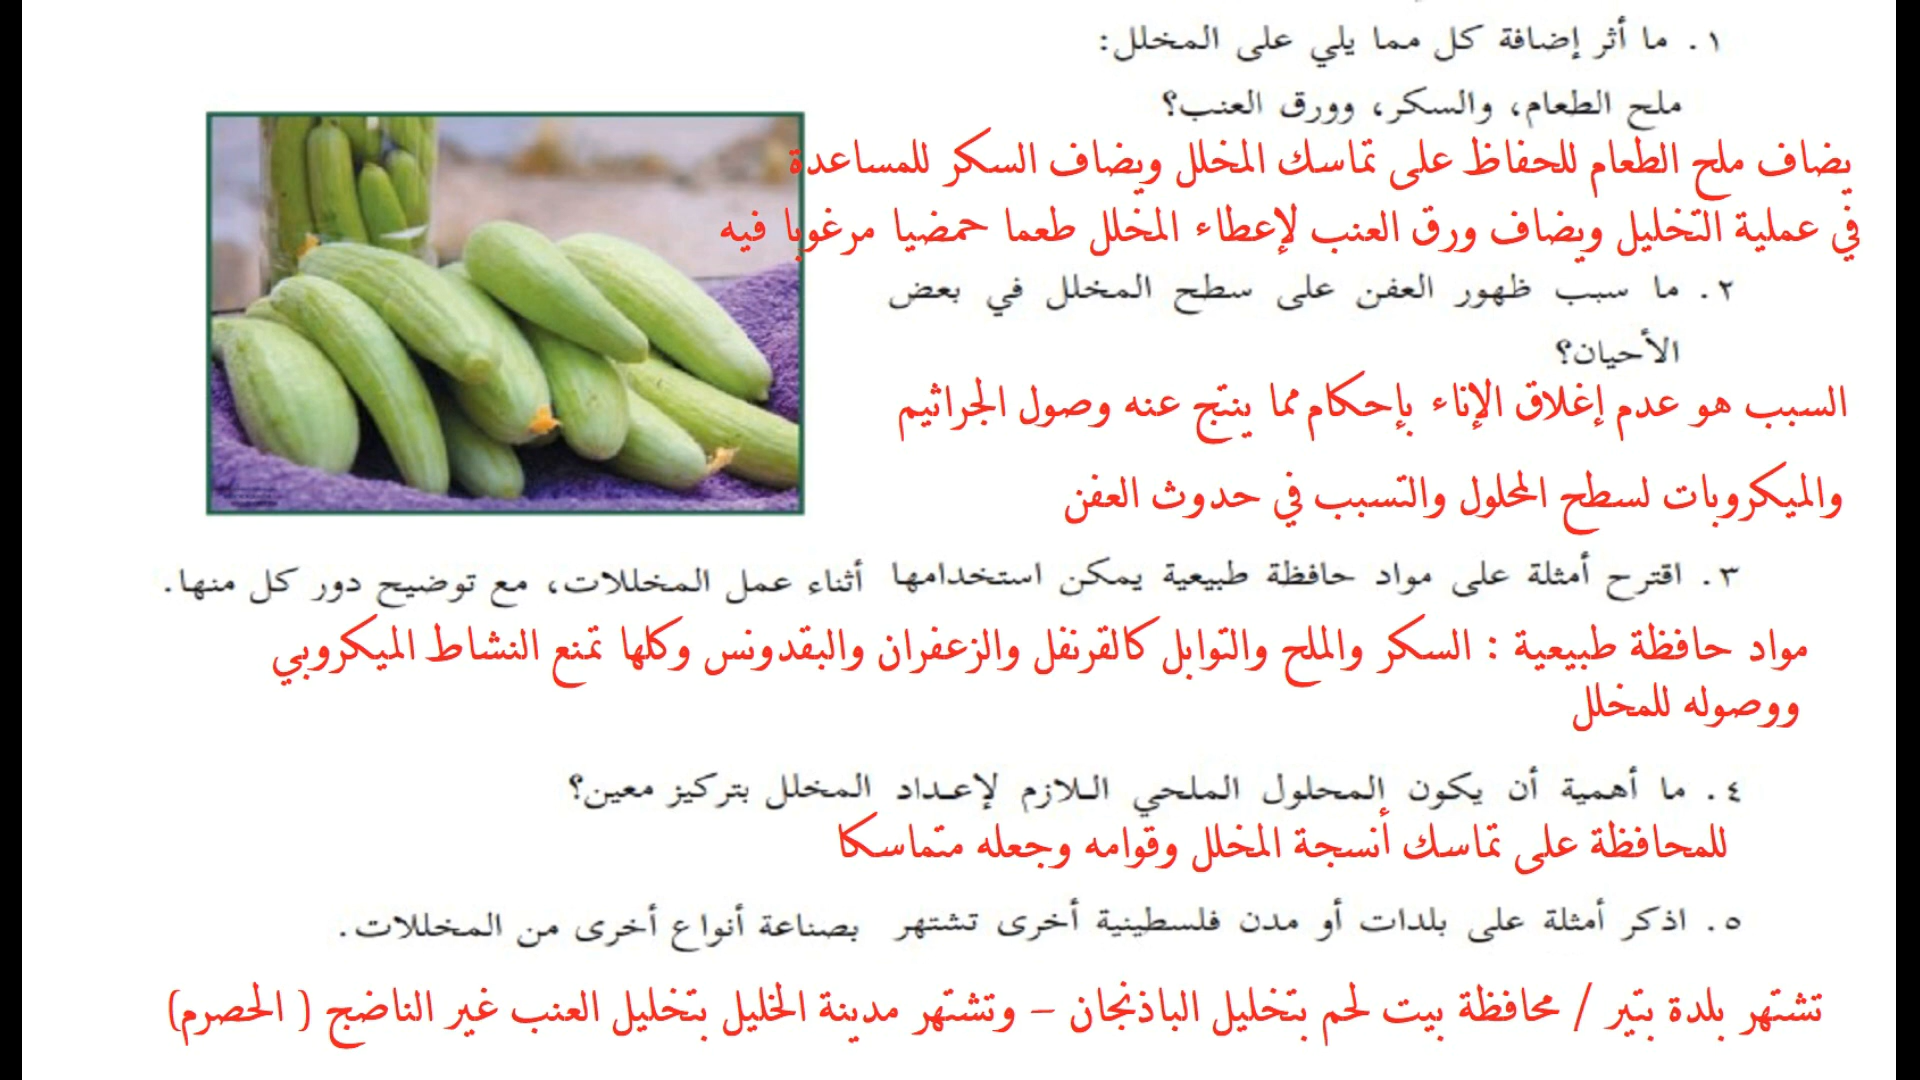 ١. ما أثر إضافة كل مما يلي على المخلل:
ملح الطعام، والسكر، وورق العنب؟
يضاف ملح الطعام للحفاظ على تماسك المخلل ويضاف السكر للمساعدة
في عملية التخليل ويضاف ورق العنب لإعطاء المخلل طعما حمضيا مرغوبا فيه
٢. ما سبب ظهور العفن على سطح المخلل في بعض
الأحيان؟
السبب هو عدم إغلاق الإناء بإحكام مما ينتج عنه وصول الجراثيم
والميكروبات لسطح المحلول والتسبب في حدوث العفن
٣. اقترح أمثلة على مواد حافظة طبيعية يمكن استخدامها أثناء عمل المخللات، مع توضيح دور كل منها.
مواد حافظة طبيعية : السكر والملح والتوابل كالقرنفل والزعفران والبقدونس وكلها تمنع النشاط الميكروبي
ووصوله للمخلل
٤. ما أهمية أن يكون المحلول الملحي اللازم لإعداد المخلل بتركيز معين؟
للمحافظة على تماسك أنسجة المخلل وقوامه وجعله متماسكا
٥. اذكر أمثلة على بلدات أو مدن فلسطينية أخرى تشتهر بصناعة أنواع أخرى من المخللات.
تشتهر بلدة بتير / محافظة بيت لحم بتخليل الباذنجان – وتشتهر مدينة الخليل بتخليل العنب غير الناضج ( الحصرم)